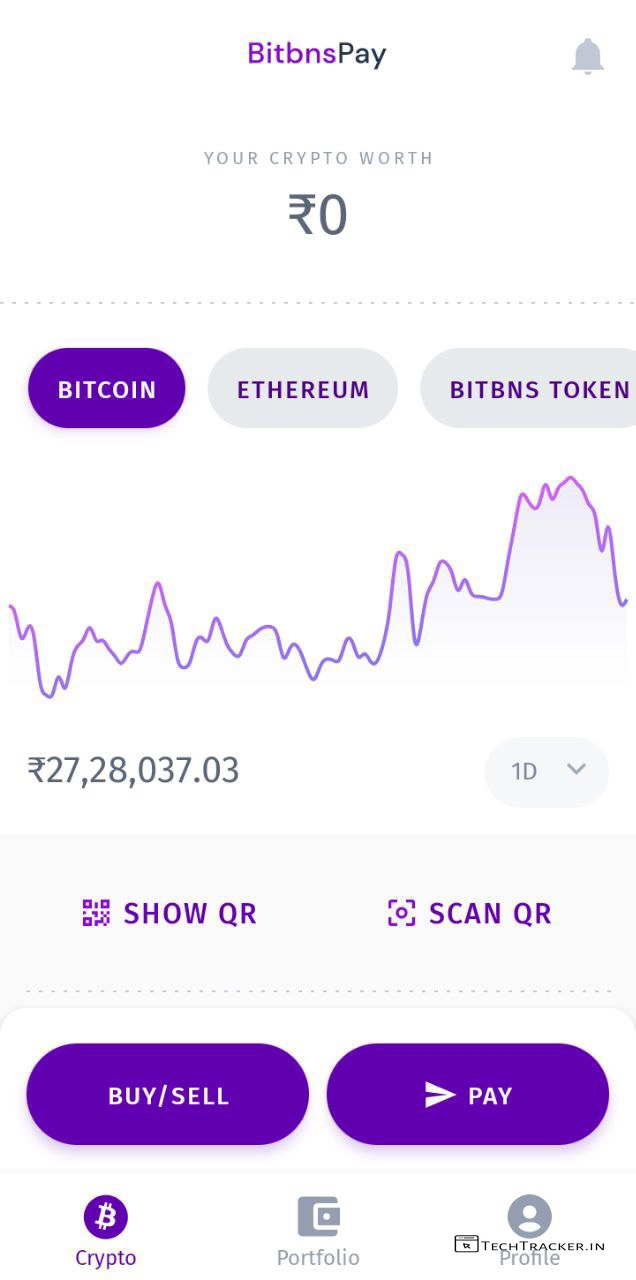 BitbnsPay
YOUR CRYPTO WORTH
₹0
BITCOIN ETHEREUM BITBNS TOKEN
₹27,28,037.03 1D
SHOW QR SCAN QR
BUY/SELL PAY
TECHTRACKER.IN
Crypto Portfolio Profile